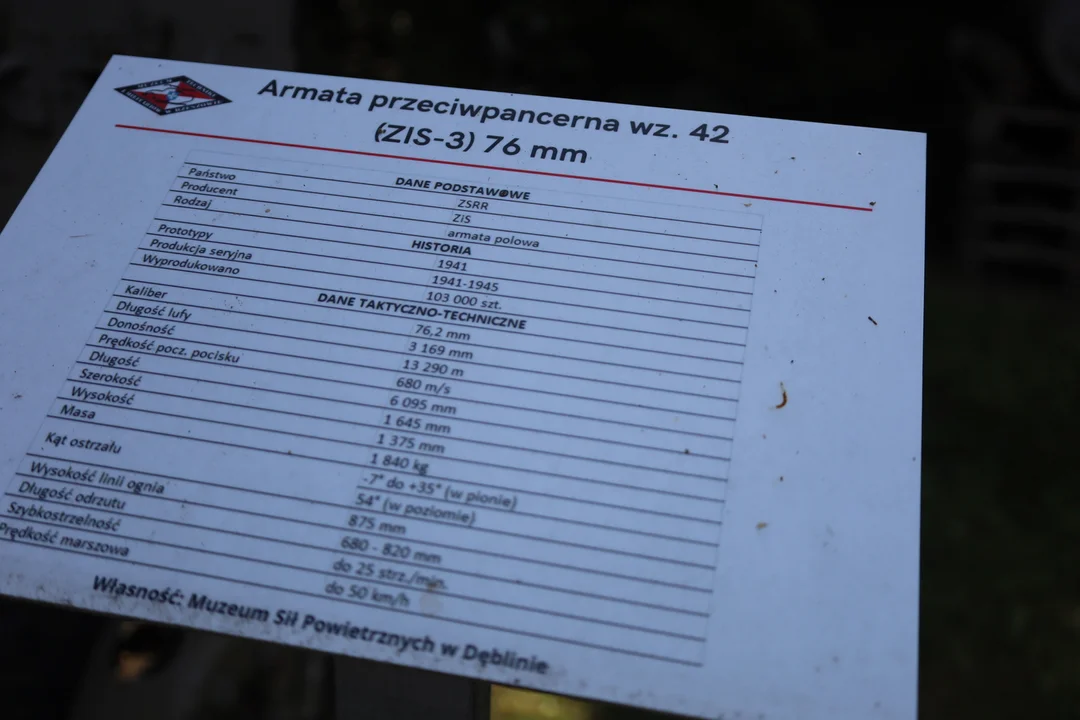 Armata przeciwpancerna wz. 42
(ZIS-3) 76 mm
DANE PODSTAWOWE
Państwo ZSRR
Producent ZiS
Rodzaj armata polowa
HISTORIA
Prototypy 1941
Produkcja seryjna 1941-1945
Wyprodukowano 103 000 szt.
DANE TAKTYCZNO-TECHNICZNE
Kaliber 76,2 mm
Długość lufy 3 169 mm
Donośność 13 290 m
Prędkość pocz. pocisku 680 m/s
Długość 6 095 mm
Szerokość 1 645 mm
Wysokość 1 375 mm
Masa 1 840 kg
Kąt ostrzału -7° do +35° (w pionie)
54° (w poziomie)
Wysokość linii ognia 875 mm
Długość odrzutu 680 - 820 mm
Szybkostrzelność do 25 strz./min.
Prędkość marszowa do 50 km/h
Własność: Muzeum Sił Powietrznych w Dęblinie